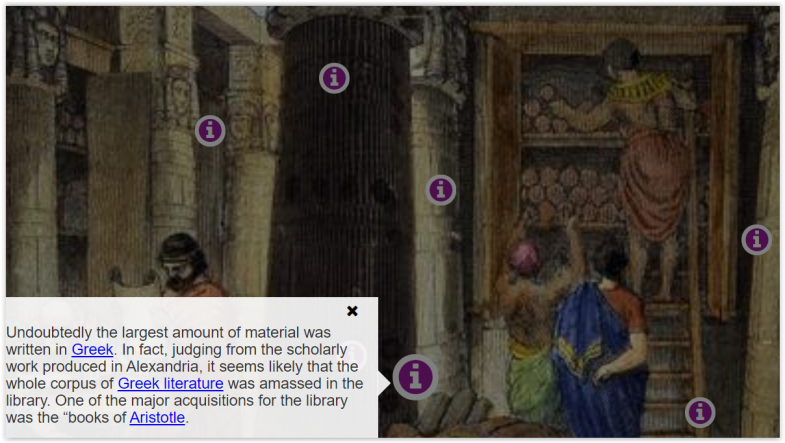 Undoubtedly the largest amount of material was
written in Greek. In fact, judging from the scholarly
work produced in Alexandria, it seems likely that the
whole corpus of Greek literature was amassed in the
library. One of the major acquisitions for the library
was the “books of Aristotle.